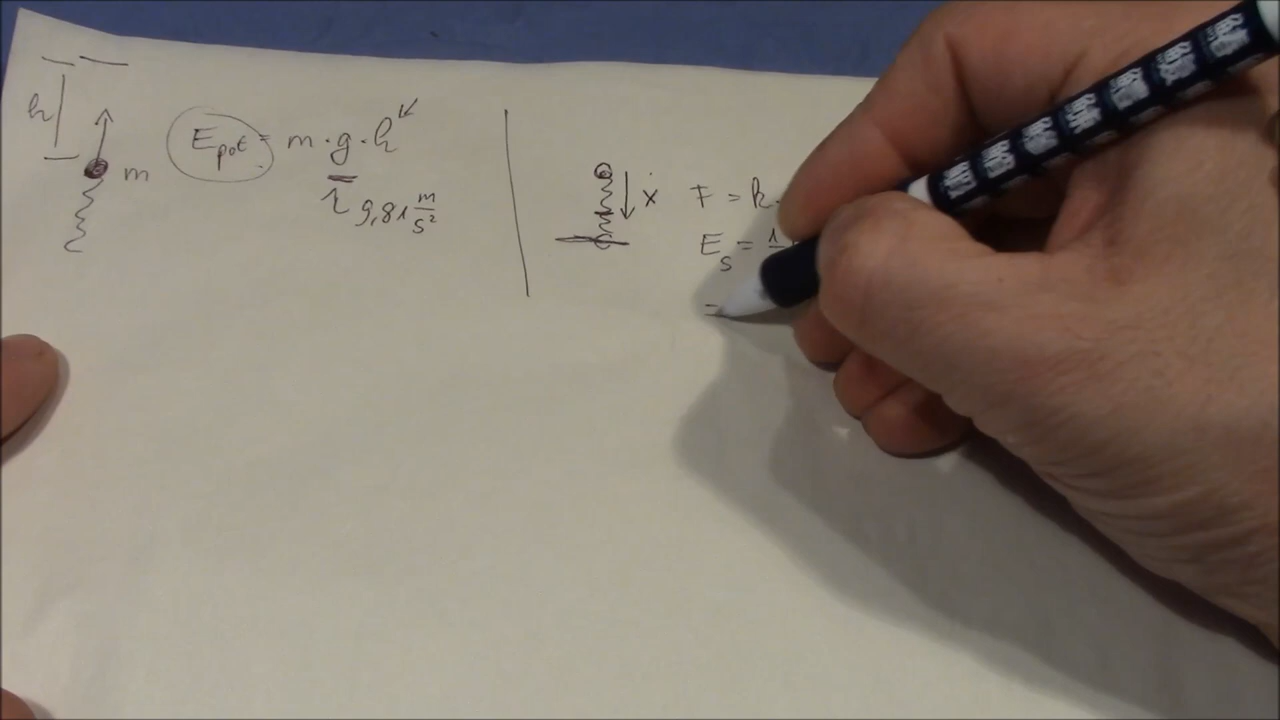 h
m
E_pot = m · g · h
9,81 m/s²
x
F = k ·
E_s = 1
=